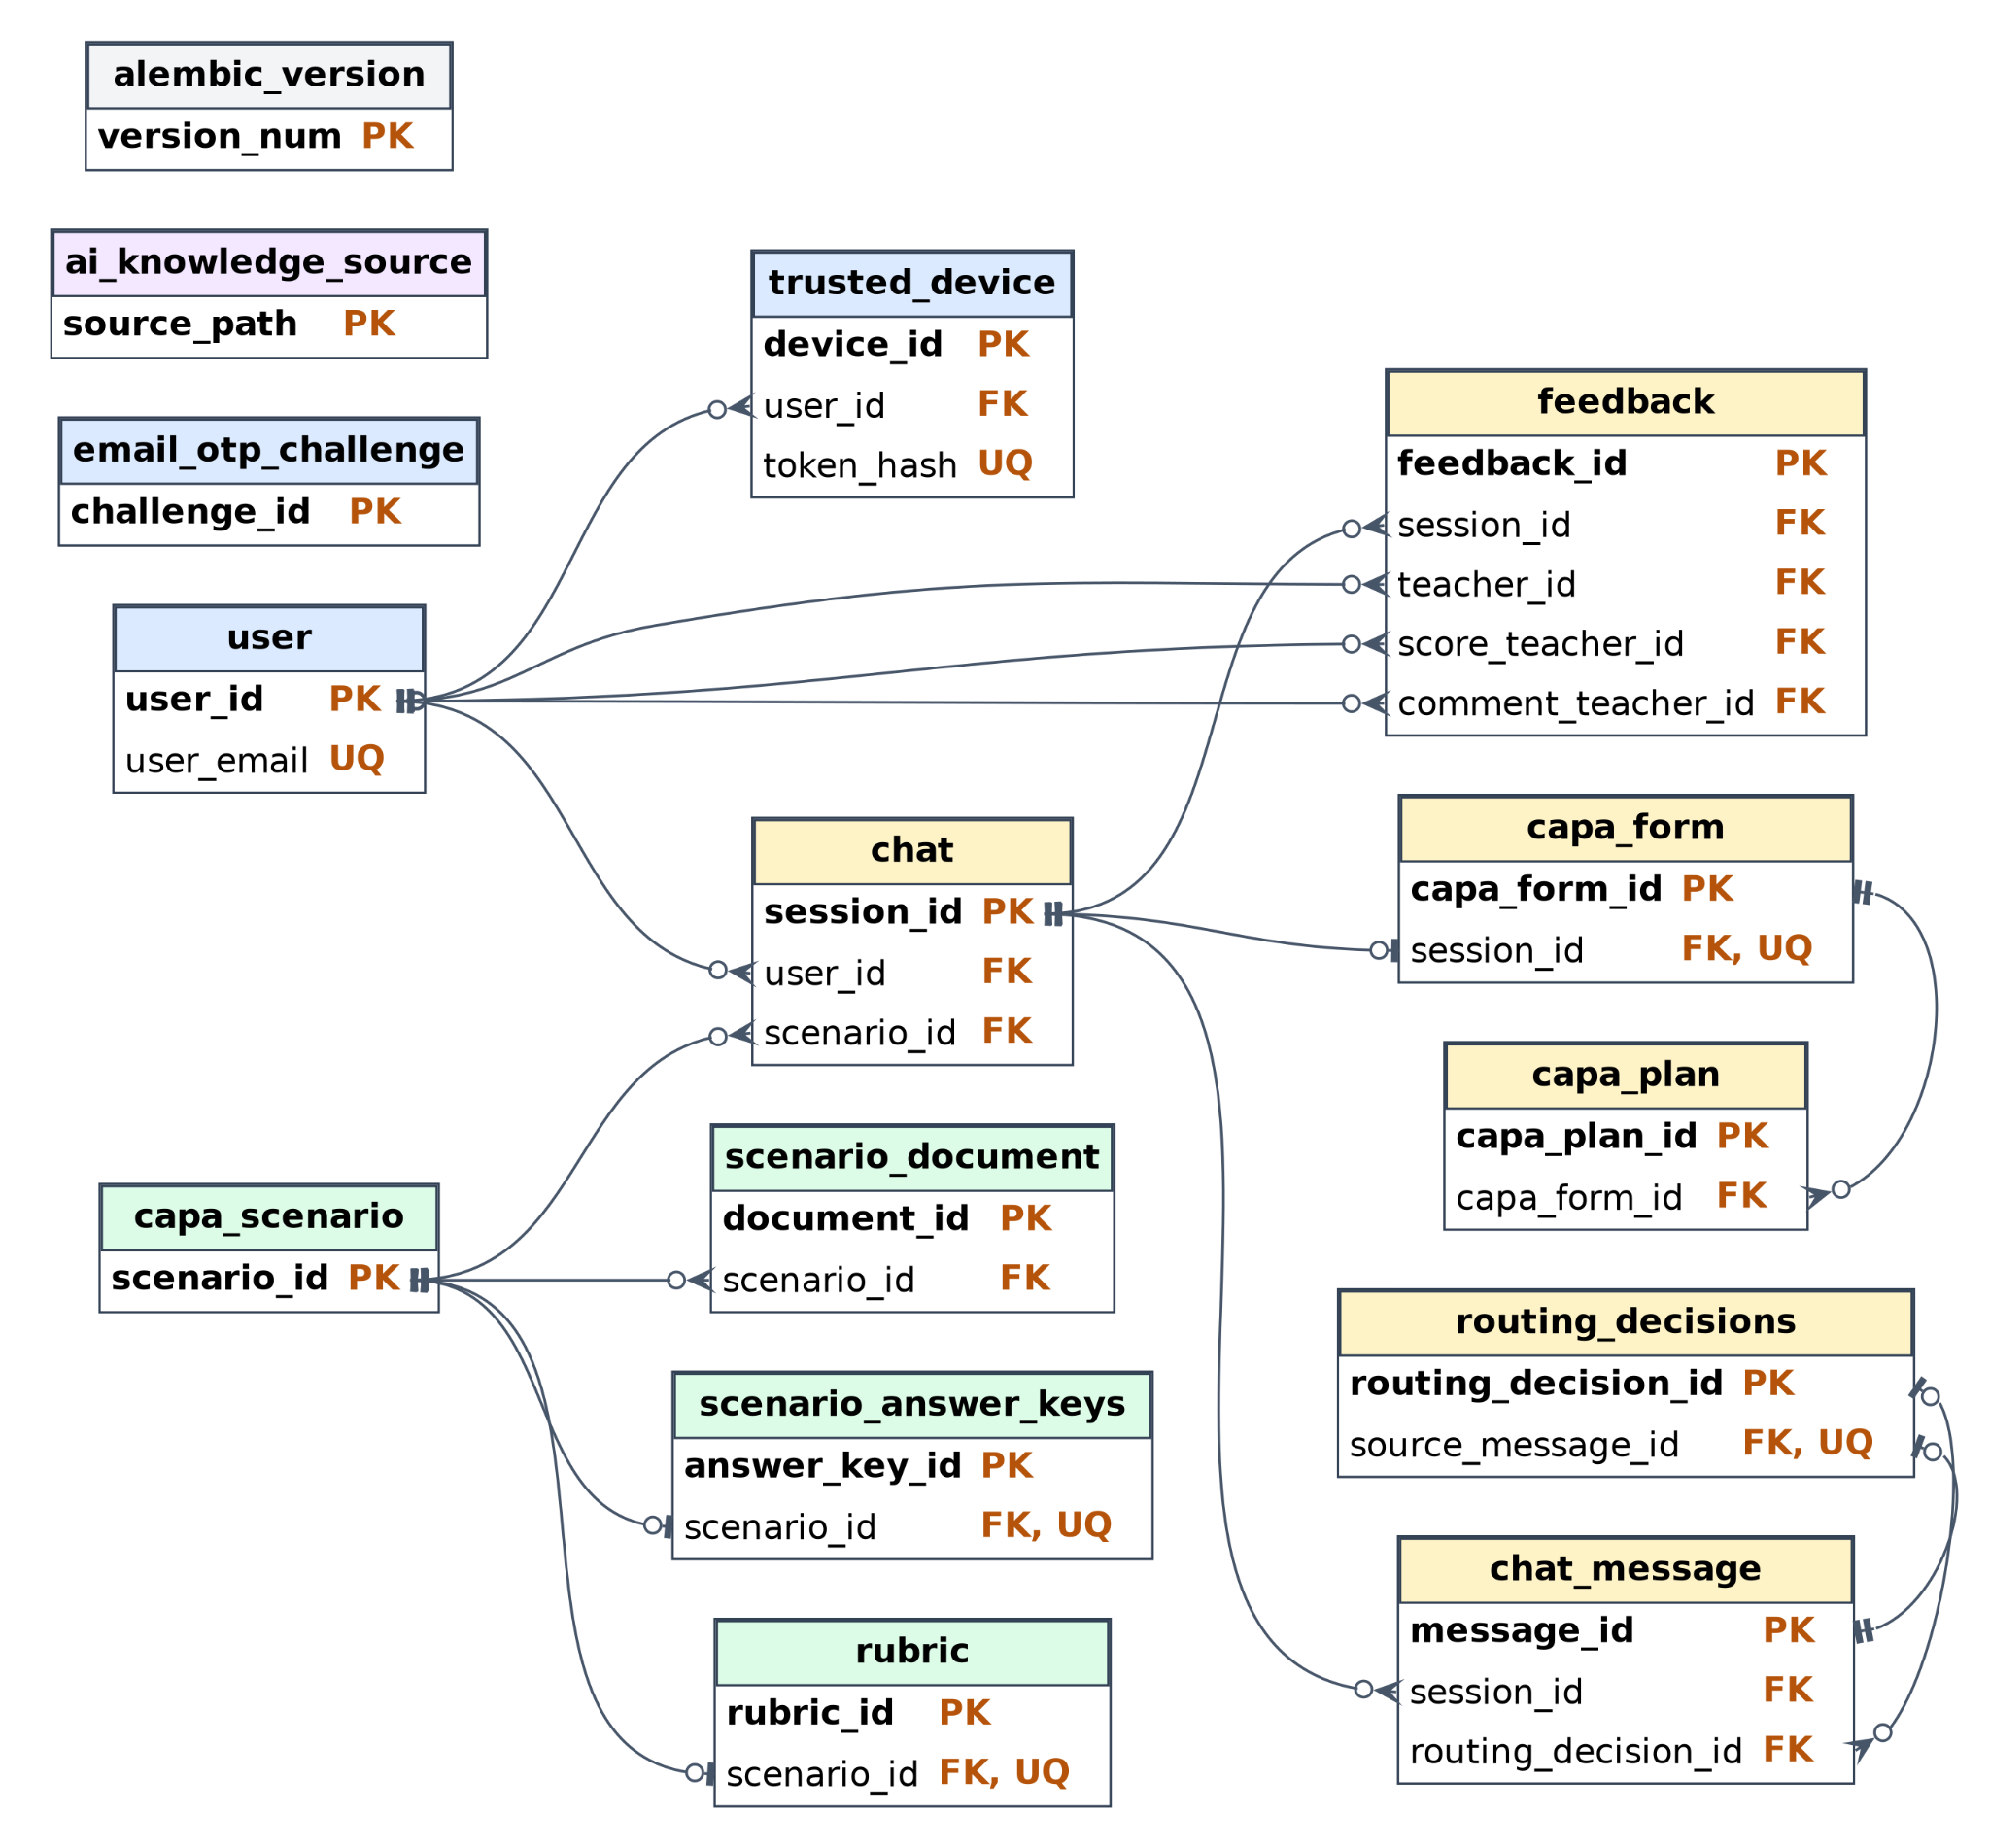 alembic_version
version_num PK
ai_knowledge_source
source_path PK
email_otp_challenge
challenge_id PK
user
user_id PK
user_email UQ
capa_scenario
scenario_id PK
trusted_device
device_id PK
user_id FK
token_hash UQ
chat
session_id PK
user_id FK
scenario_id FK
scenario_document
document_id PK
scenario_id FK
scenario_answer_keys
answer_key_id PK
scenario_id FK, UQ
rubric
rubric_id PK
scenario_id FK, UQ
feedback
feedback_id PK
session_id FK
teacher_id FK
score_teacher_id FK
comment_teacher_id FK
capa_form
capa_form_id PK
session_id FK, UQ
capa_plan
capa_plan_id PK
capa_form_id FK
routing_decisions
routing_decision_id PK
source_message_id FK, UQ
chat_message
message_id PK
session_id FK
routing_decision_id FK